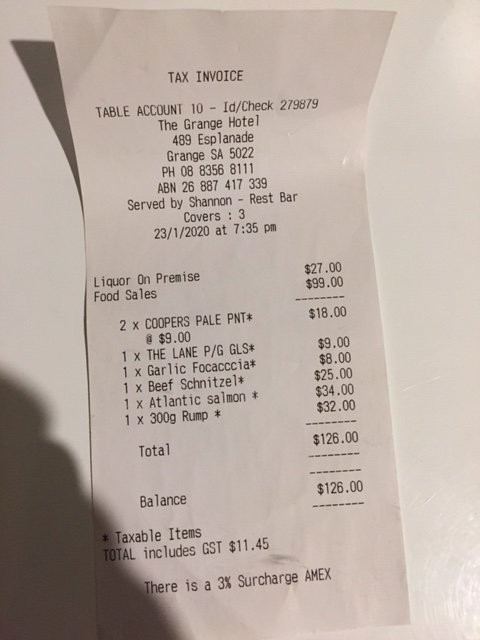 TAX INVOICE
TABLE ACCOUNT 10 - Id/Check 279879
The Grange Hotel
489 Esplanade
Grange SA 5022
PH 08 8356 8111
ABN 26 887 417 339
Served by Shannon - Rest Bar
Covers : 3
23/1/2020 at 7:35 pm
Liquor On Premise $27.00
Food Sales $99.00
--------
2 x COOPERS PALE PNT* $18.00
@ $9.00
1 x THE LANE P/G GLS* $9.00
1 x Garlic Focacccia* $8.00
1 x Beef Schnitzel* $25.00
1 x Atlantic salmon * $34.00
1 x 300g Rump * $32.00
--------
Total $126.00
--------
--------
Balance $126.00
--------
* Taxable Items
TOTAL includes GST $11.45
There is a 3% Surcharge AMEX